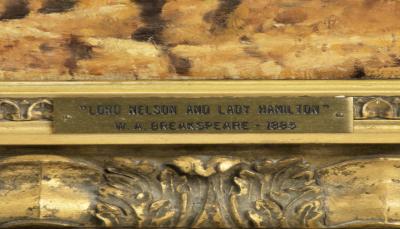 "LORD NELSON AND LADY HAMILTON"
W. A. BREAKSPEARE - 1885